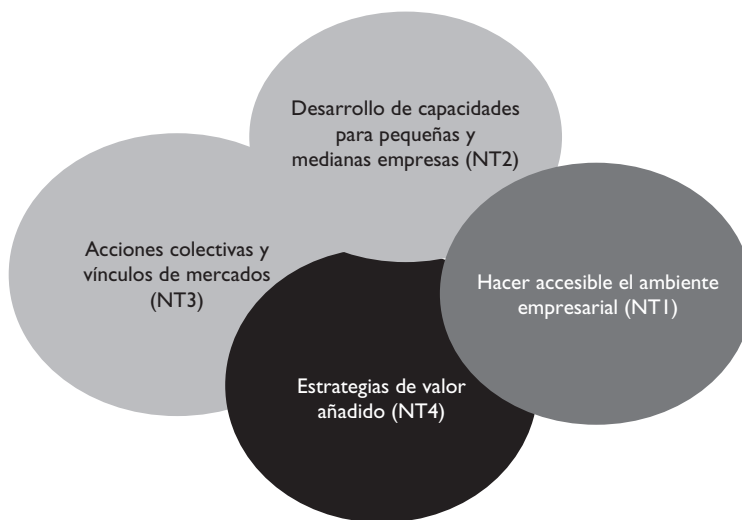 Desarrollo de capacidades
para pequeñas y
medianas empresas (NT2)
Acciones colectivas y
vínculos de mercados
(NT3)
Hacer accesible el ambiente
empresarial (NT1)
Estrategias de valor
añadido (NT4)